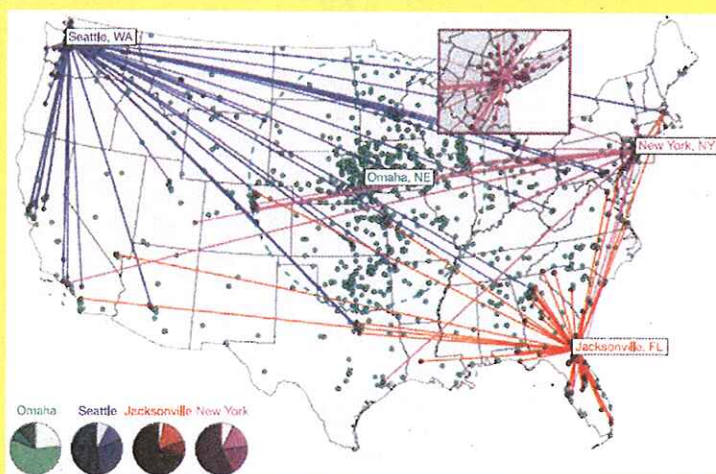 Seattle, WA
New York, NY
Omaha, NE
Jacksonville, FL
Omaha Seattle Jacksonville New York